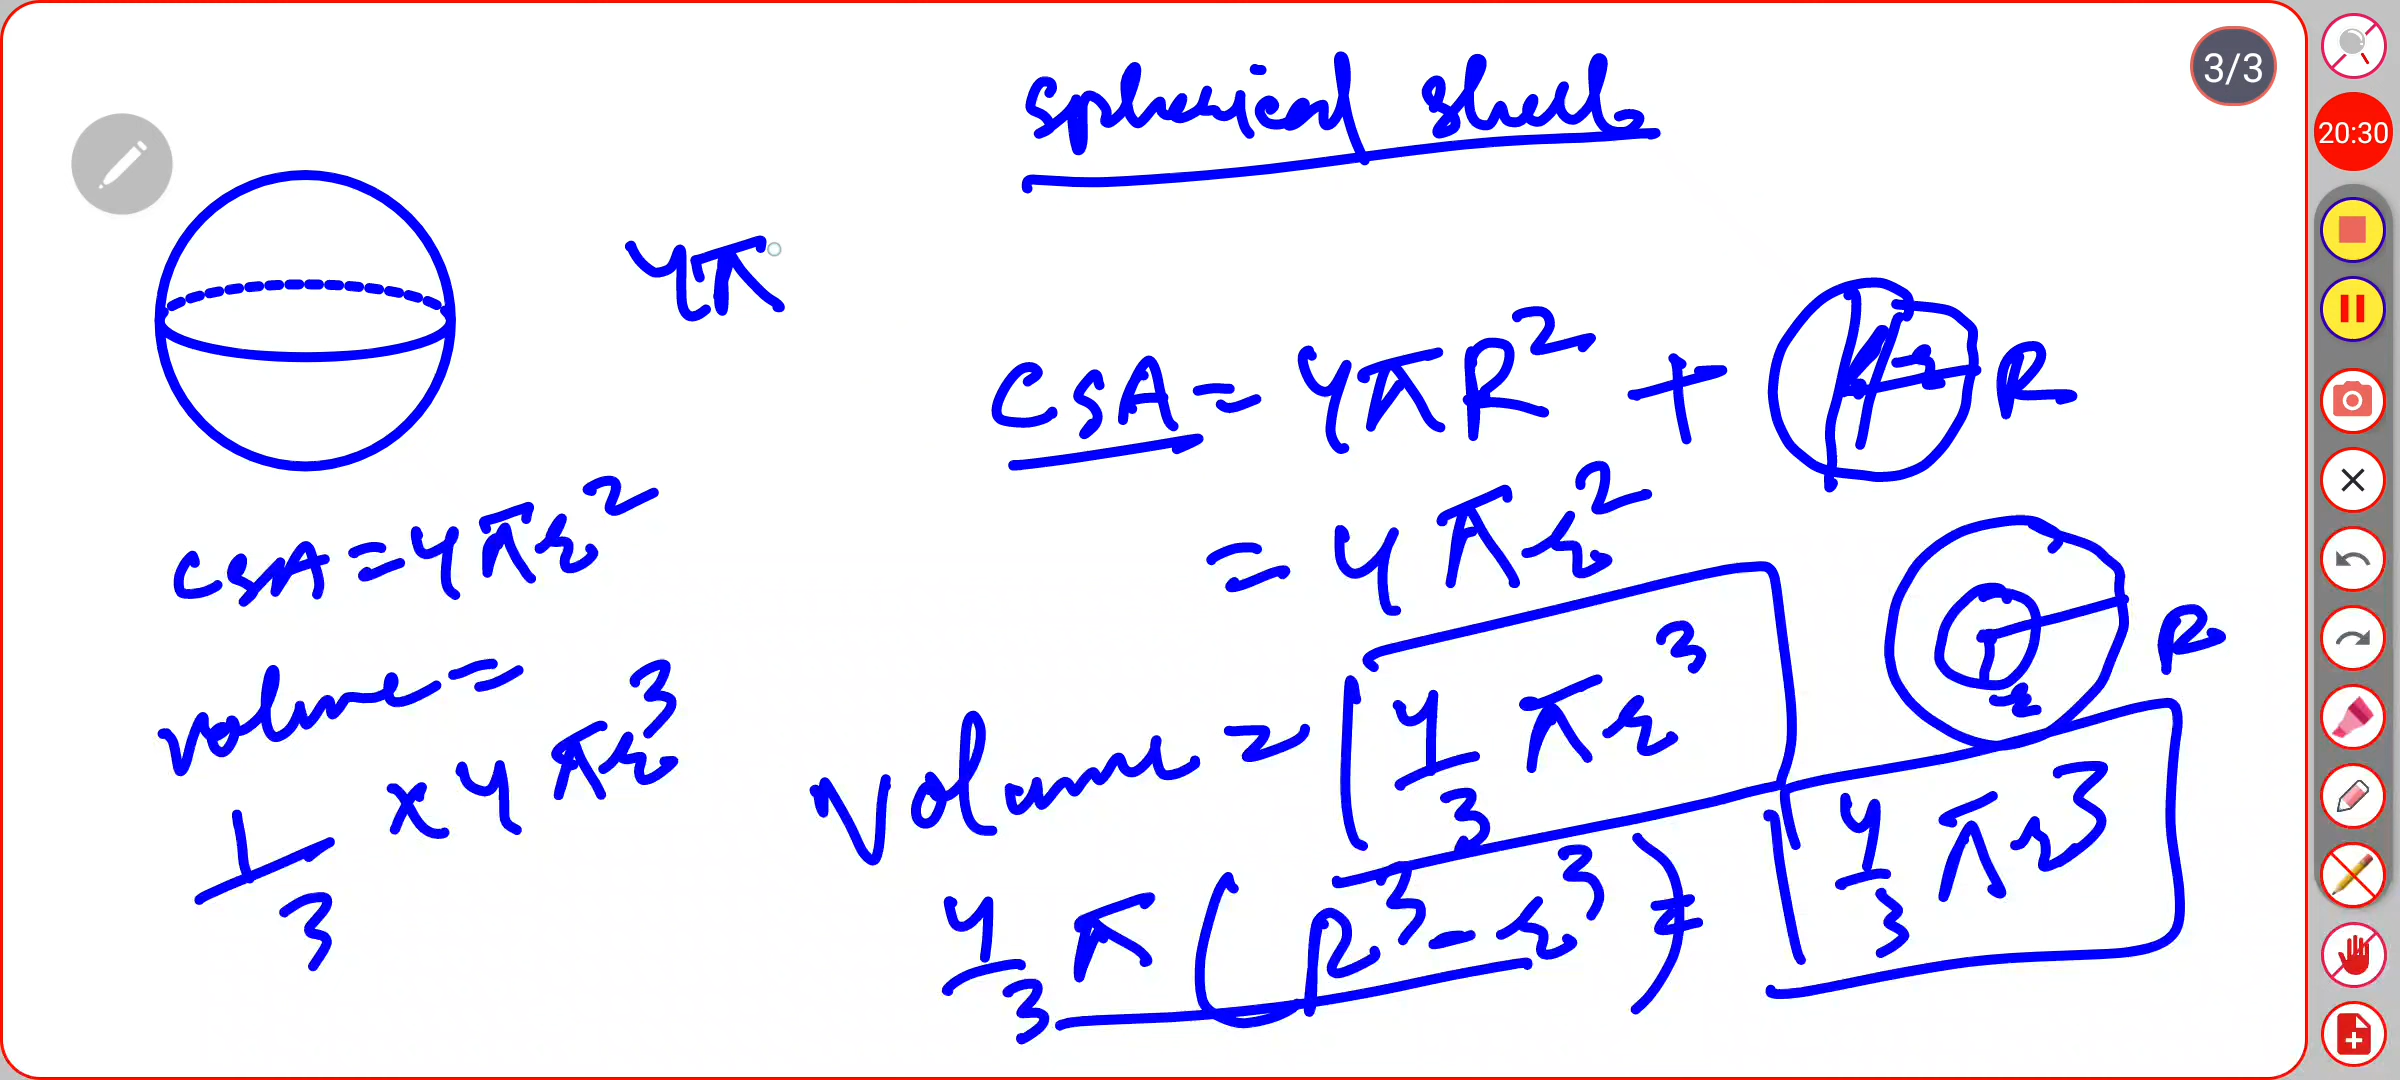 spherical shell
3/3
20:30
4π
CSA = 4πR² +
r R
CSA = 4πr²
= 4πr²
R
r
Volume =
1/3 × 4πr³
Volume = 4/3 πr³
4/3 πr³
4/3 π (R³ - r³) =